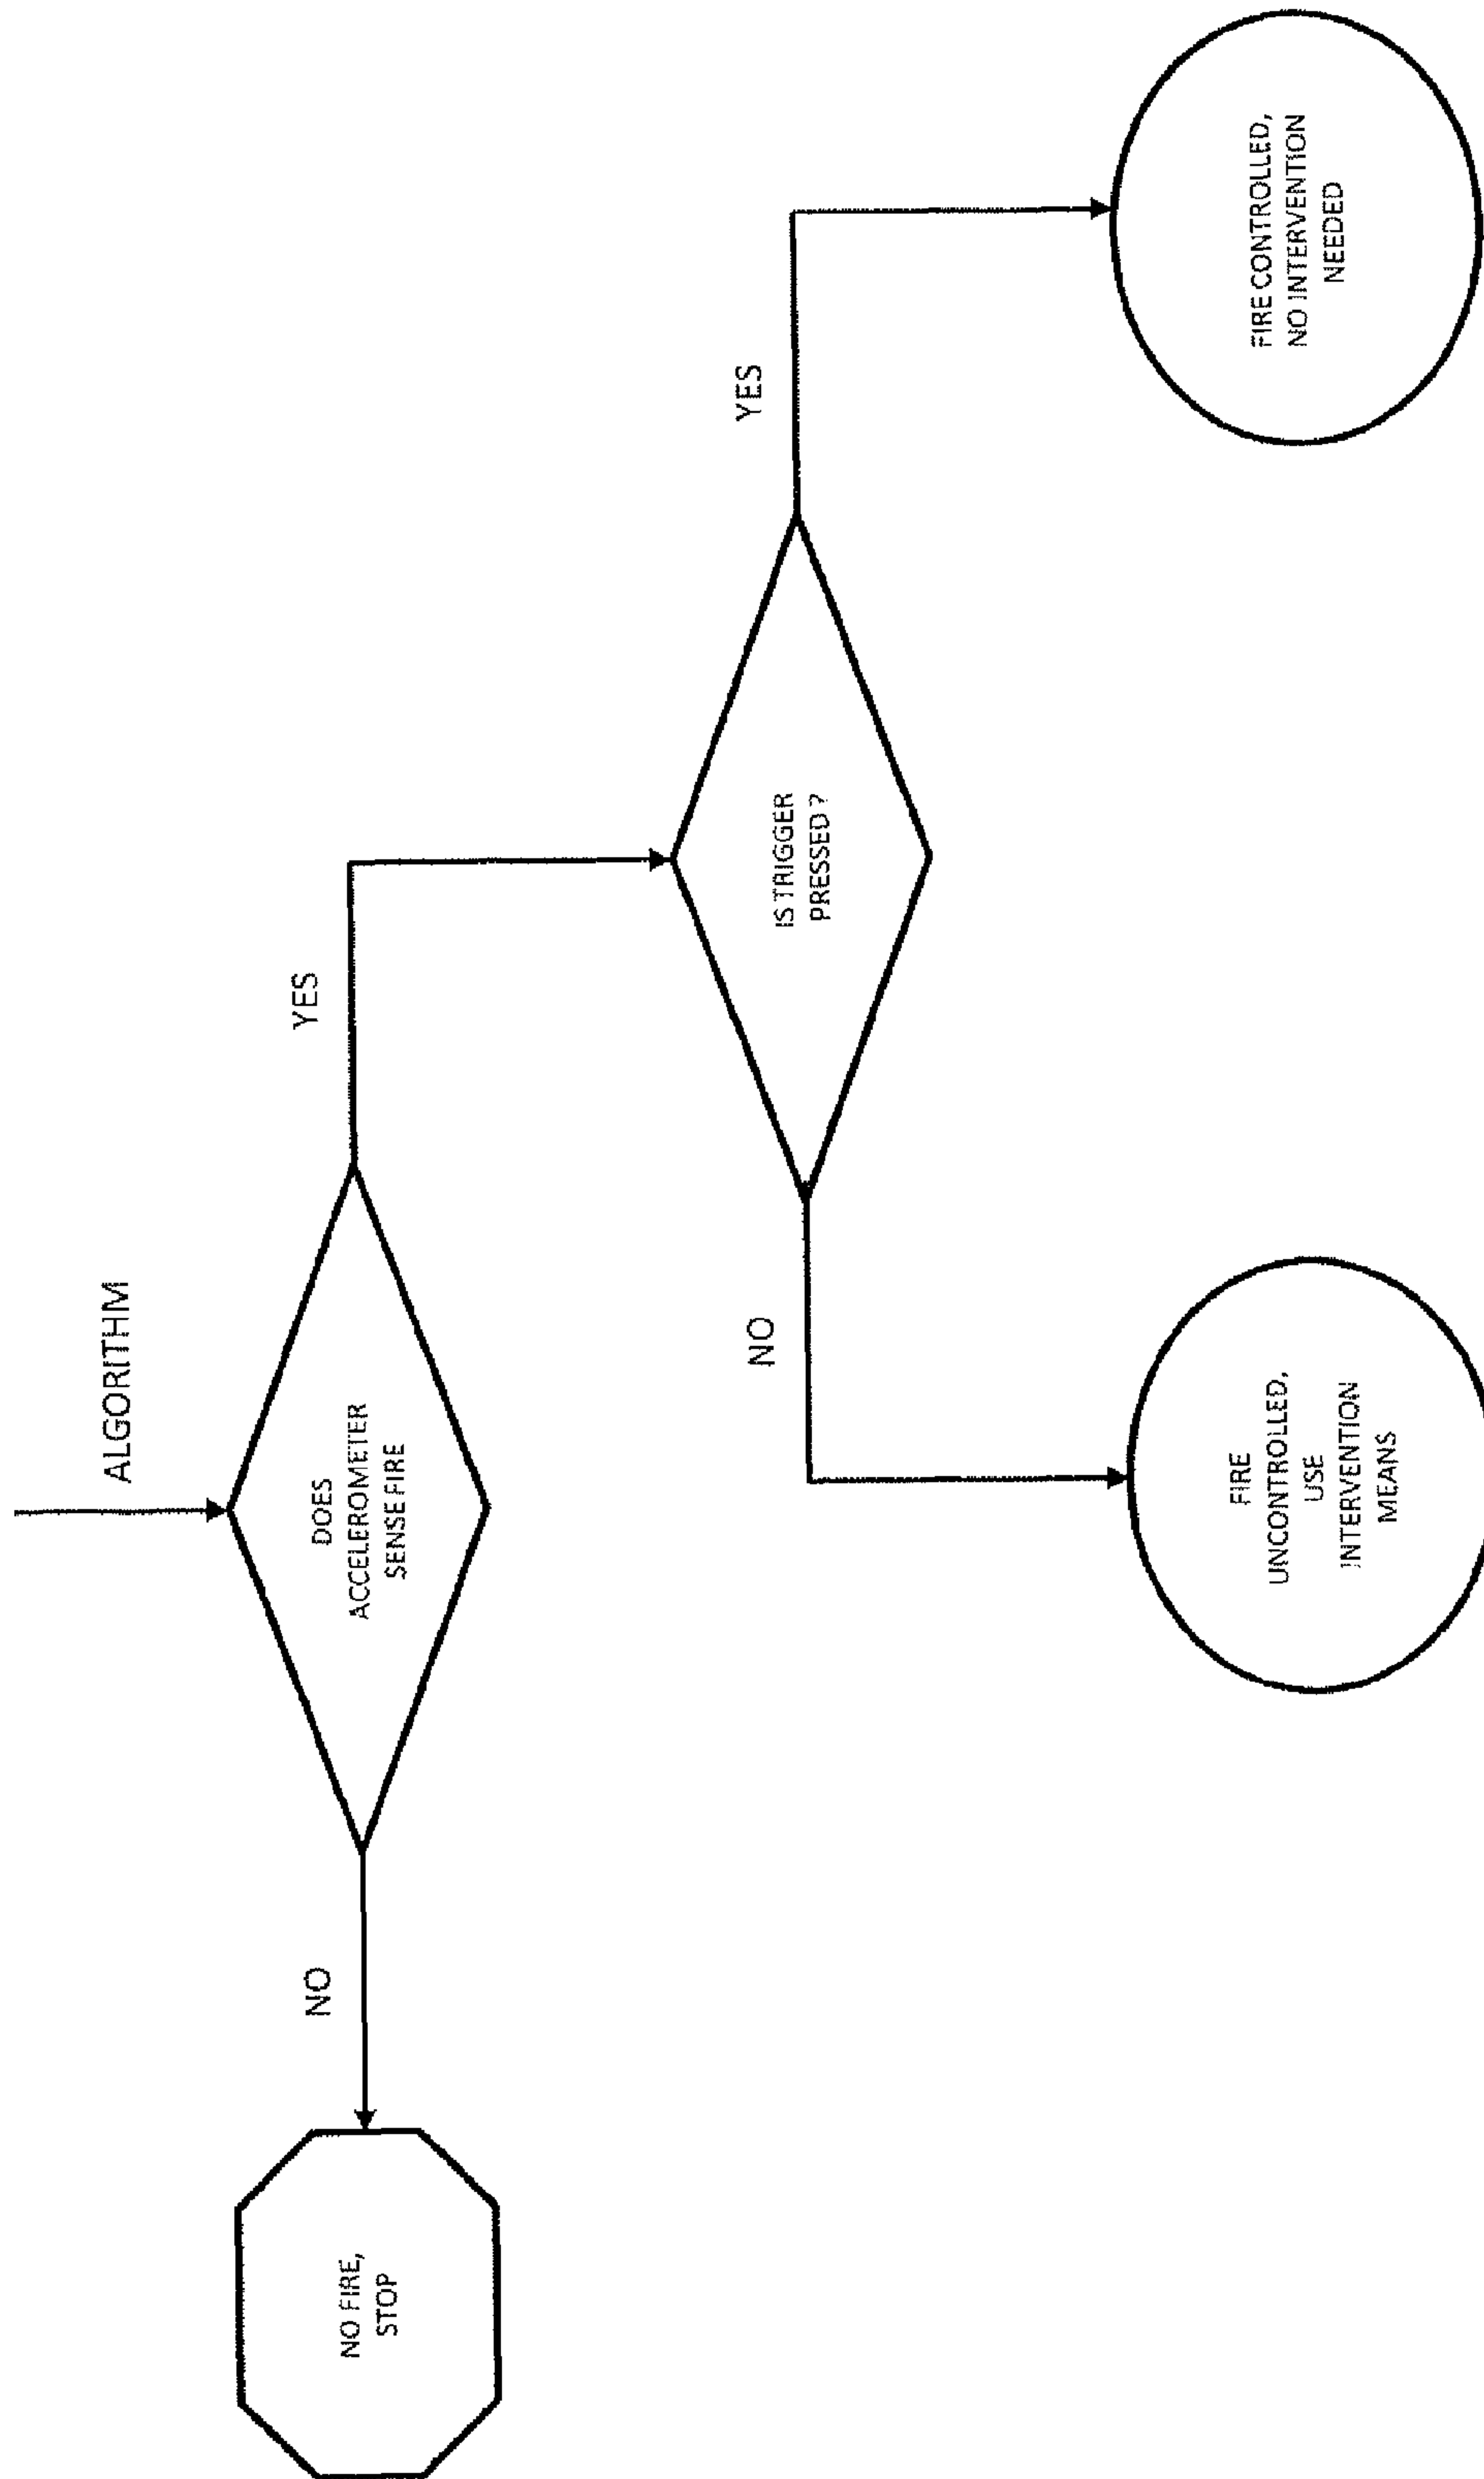 ALGORITHM
DOES
ACCELEROMETER
SENSE FIRE
NO
YES
NO FIRE,
STOP
IS TRIGGER
PRESSED ?
NO
YES
FIRE
UNCONTROLLED,
USE
INTERVENTION
MEANS
FIRE CONTROLLED,
NO INTERVENTION
NEEDED